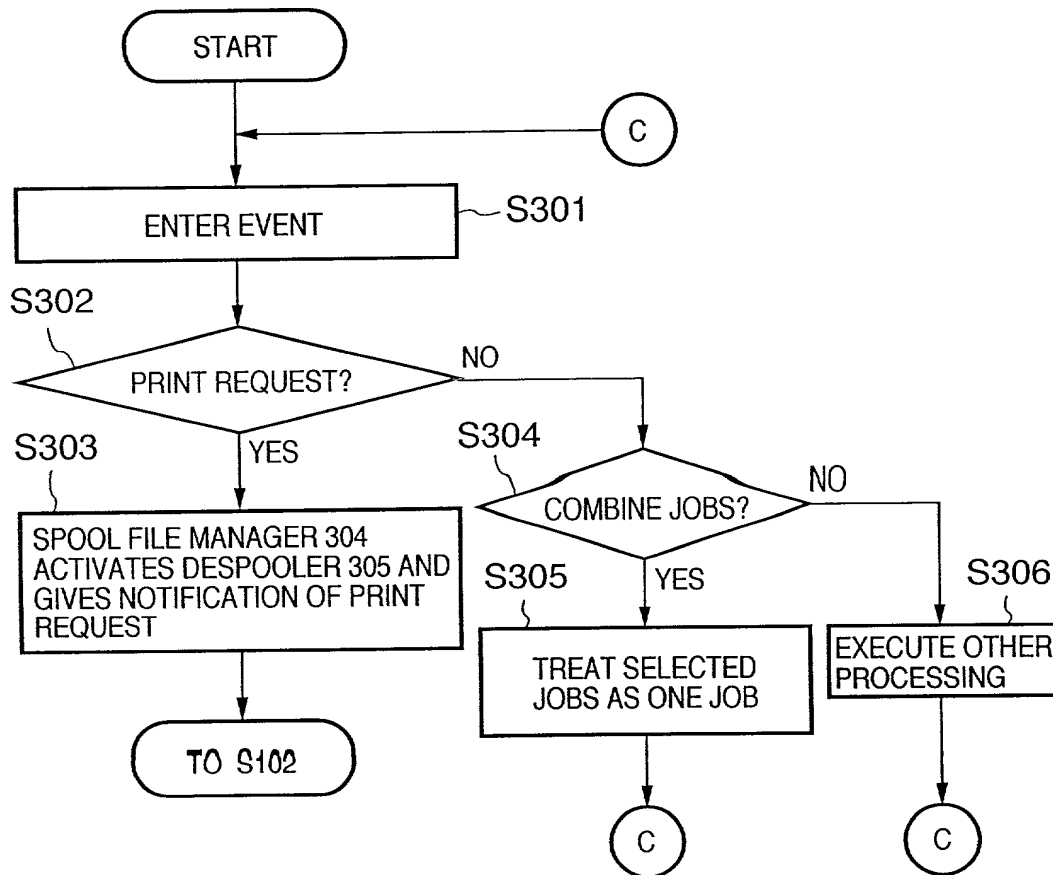 START
C
ENTER EVENT
S301
S302
PRINT REQUEST?
NO
YES
S303
SPOOL FILE MANAGER 304
ACTIVATES DESPOOLER 305 AND
GIVES NOTIFICATION OF PRINT
REQUEST
TO S102
S304
COMBINE JOBS?
NO
YES
S305
TREAT SELECTED
JOBS AS ONE JOB
C
S306
EXECUTE OTHER
PROCESSING
C